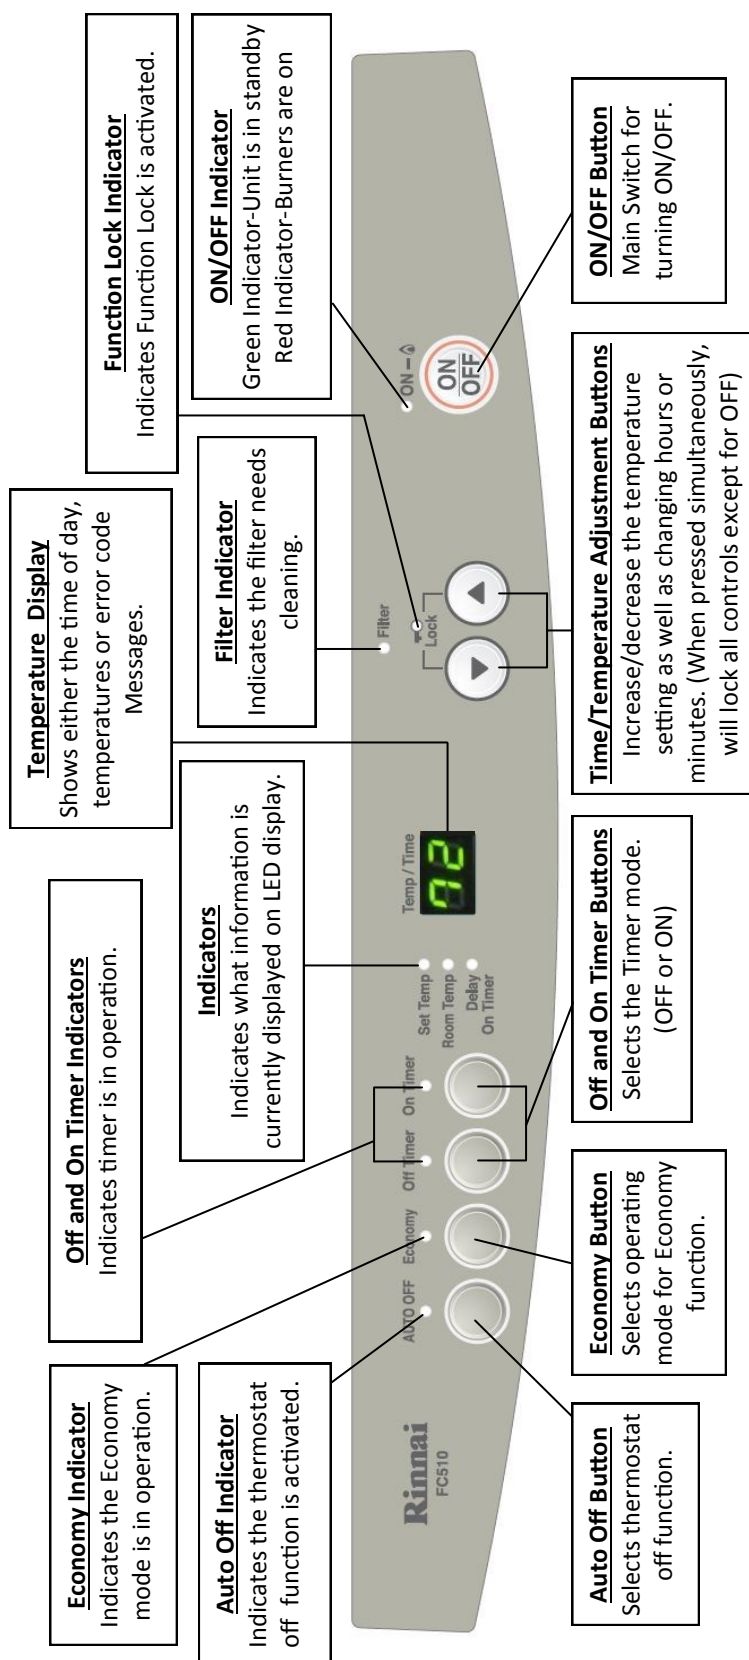 Economy Indicator
Indicates the Economy
mode is in operation.
Off and On Timer Indicators
Indicates timer is in operation.
Temperature Display
Shows either the time of day,
temperatures or error code
Messages.
Function Lock Indicator
Indicates Function Lock is activated.
Auto Off Indicator
Indicates the thermostat
off function is activated.
Indicators
Indicates what information is
currently displayed on LED display.
Filter Indicator
Indicates the filter needs
cleaning.
ON/OFF Indicator
Green Indicator-Unit is in standby
Red Indicator-Burners are on
Rinnai
FC510
AUTO OFF
Economy
Off Timer
On Timer
Set Temp
Room Temp
Delay
On Timer
Temp / Time
72
Filter
Lock
ON
ON
OFF
Auto Off Button
Selects thermostat
off function.
Economy Button
Selects operating
mode for Economy
function.
Off and On Timer Buttons
Selects the Timer mode.
(OFF or ON)
Time/Temperature Adjustment Buttons
Increase/decrease the temperature
setting as well as changing hours or
minutes. (When pressed simultaneously,
will lock all controls except for OFF)
ON/OFF Button
Main Switch for
turning ON/OFF.